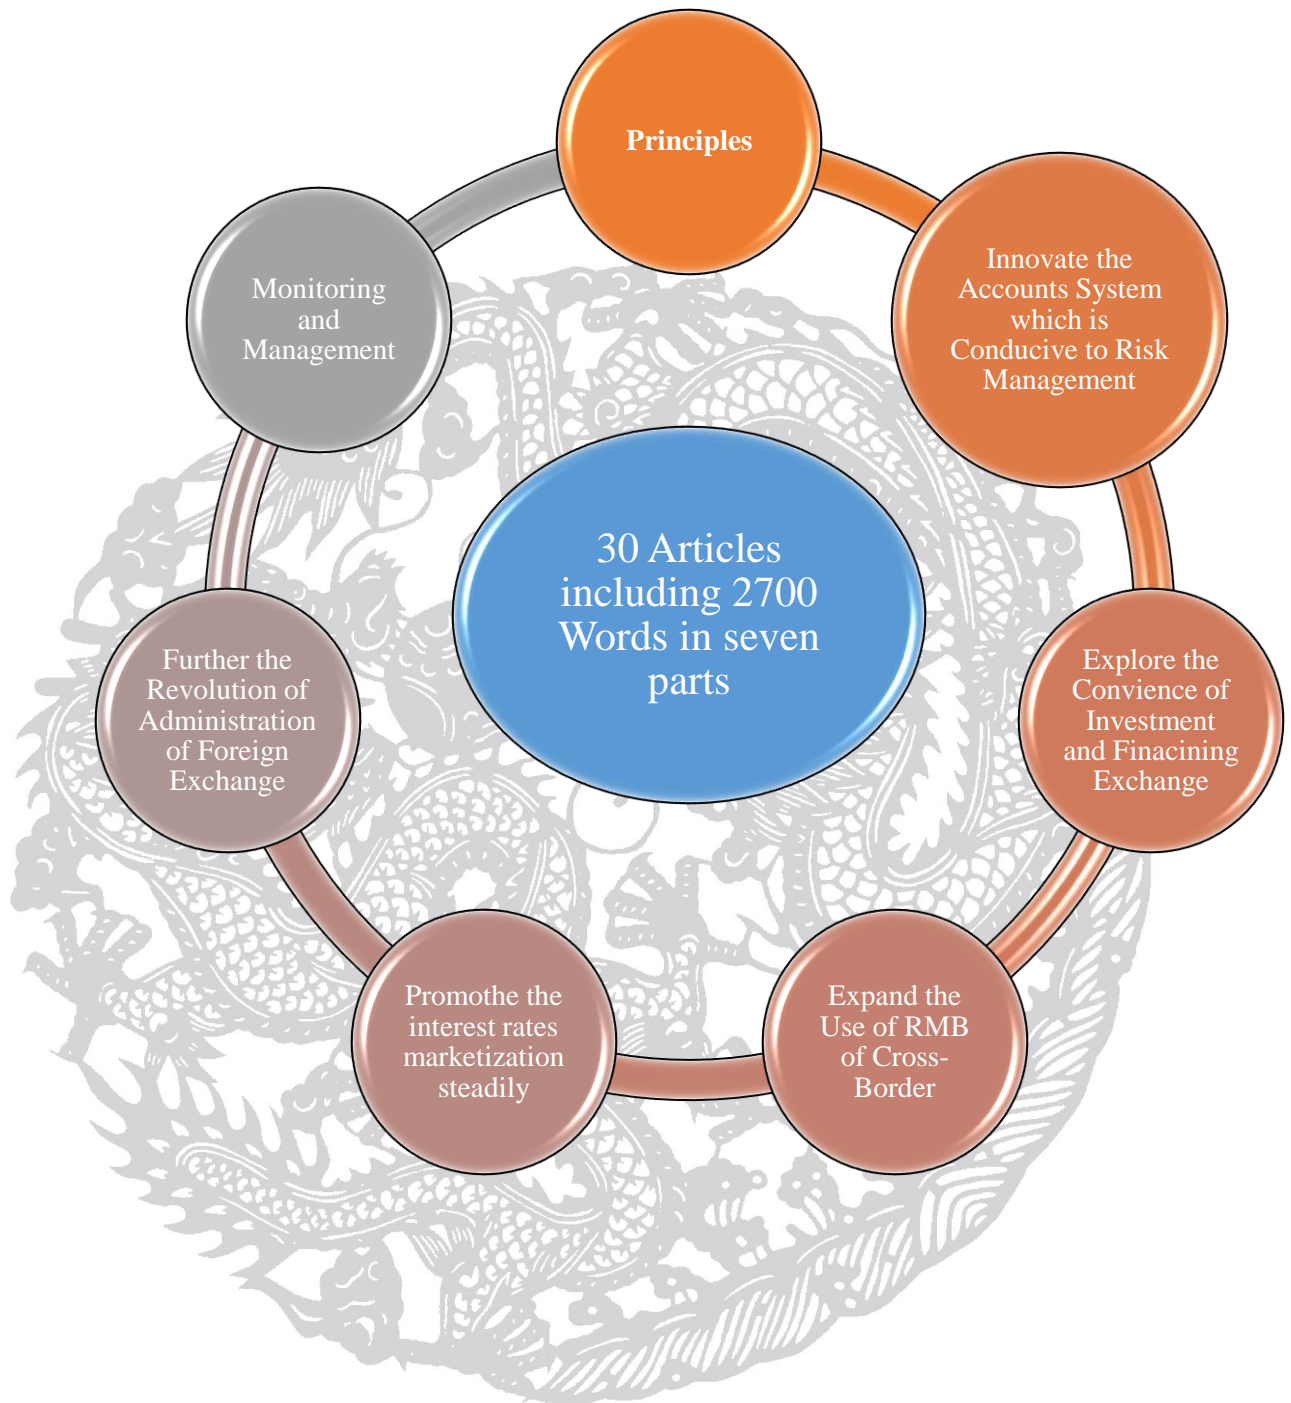 Principles
Innovate the
Accounts System
which is
Conducive to Risk
Management
Explore the
Convience of
Investment
and Finacining
Exchange
Expand the
Use of RMB
of Cross-
Border
Promothe the
interest rates
marketization
steadily
Further the
Revolution of
Administration
of Foreign
Exchange
Monitoring
and
Management
30 Articles
including 2700
Words in seven
parts